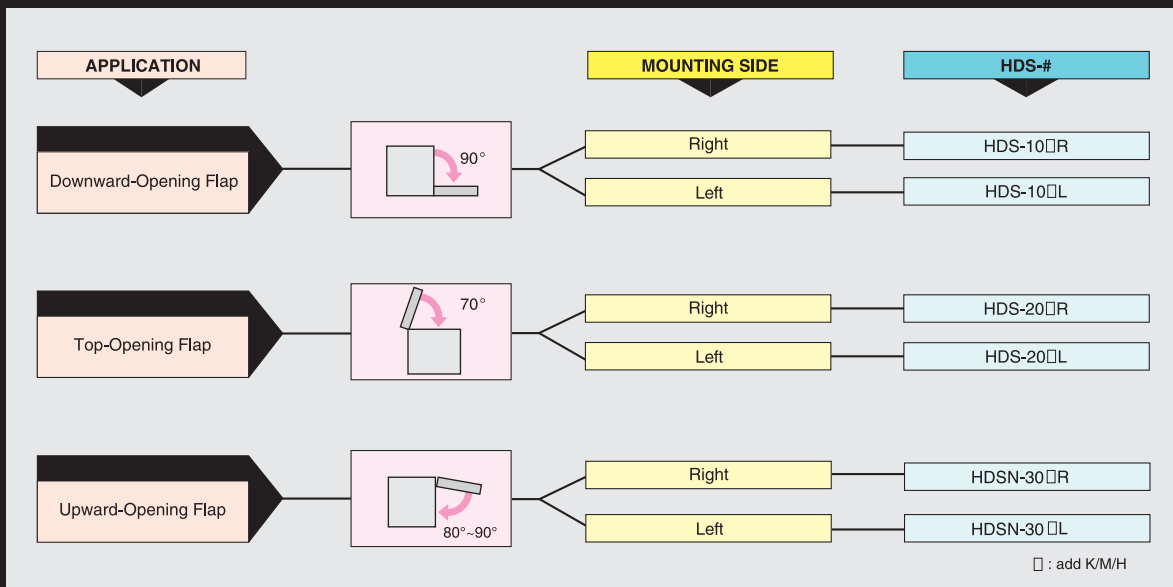 APPLICATION
MOUNTING SIDE
HDS-#
Downward-Opening Flap
90°
Right
HDS-10□R
Left
HDS-10□L
Top-Opening Flap
70°
Right
HDS-20□R
Left
HDS-20□L
Upward-Opening Flap
80°~90°
Right
HDSN-30□R
Left
HDSN-30 □L
□ : add K/M/H